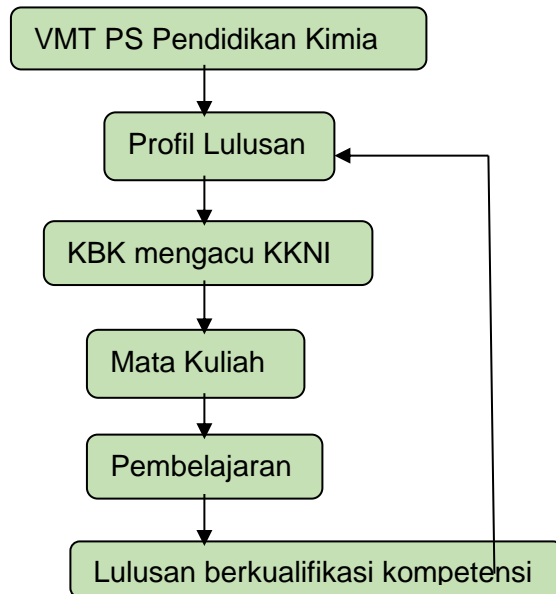 VMT PS Pendidikan Kimia
Profil Lulusan
KBK mengacu KKNI
Mata Kuliah
Pembelajaran
Lulusan berkualifikasi kompetensi